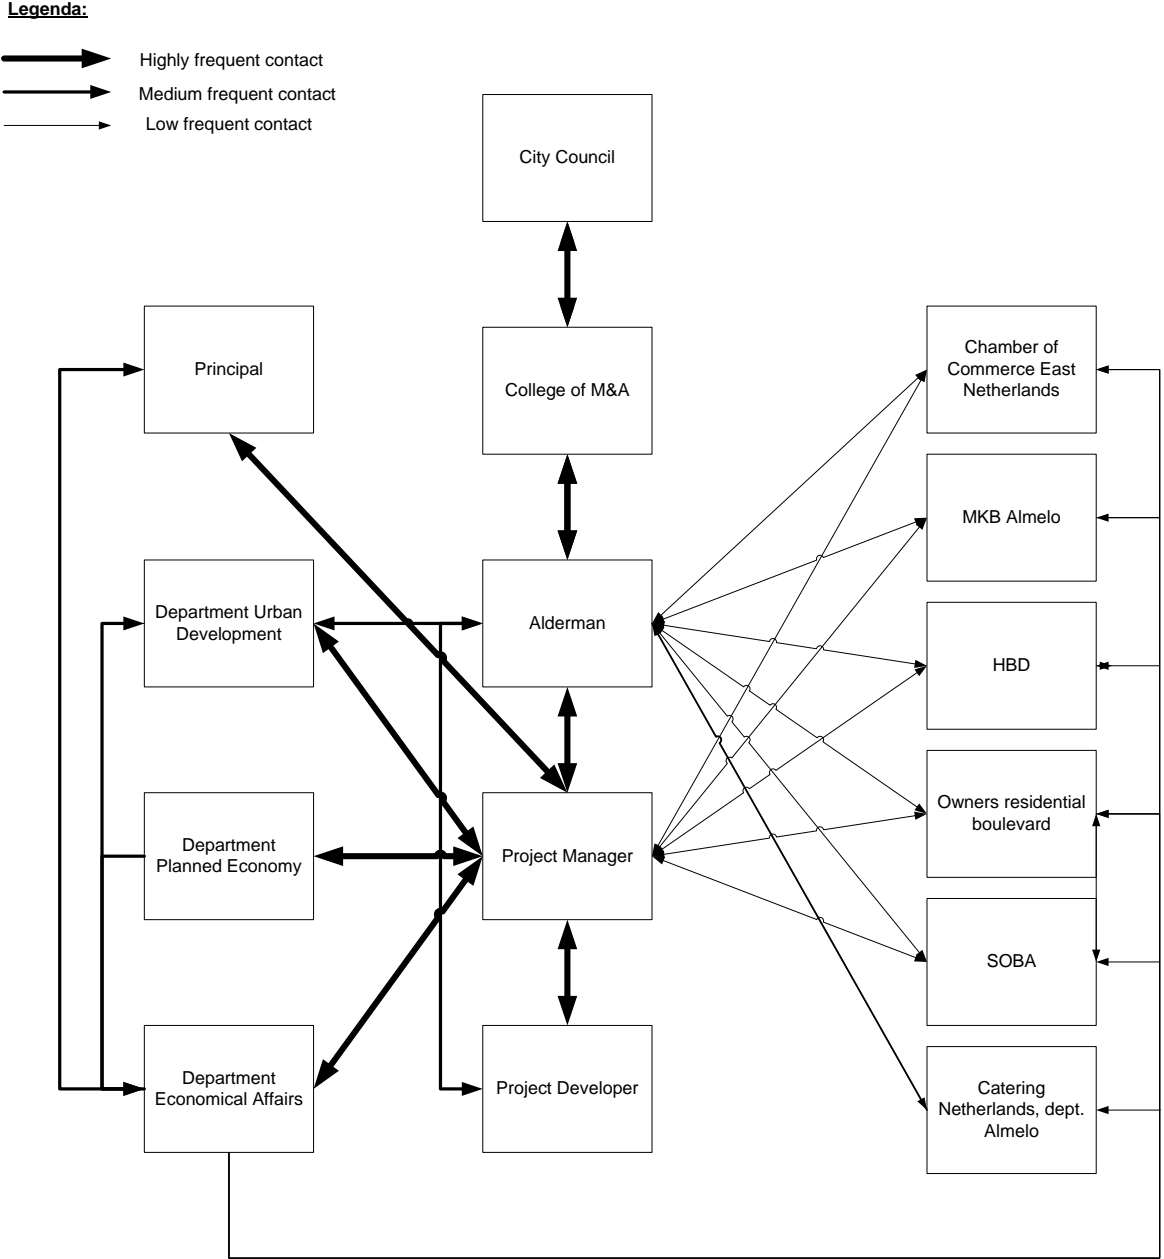 Legenda:
Highly frequent contact
Medium frequent contact
Low frequent contact
City Council
Principal
College of M&A
Chamber of
Commerce East
Netherlands
MKB Almelo
Department Urban
Development
Alderman
HBD
Department
Planned Economy
Project Manager
Owners residential
boulevard
SOBA
Department
Economical Affairs
Project Developer
Catering
Netherlands, dept.
Almelo